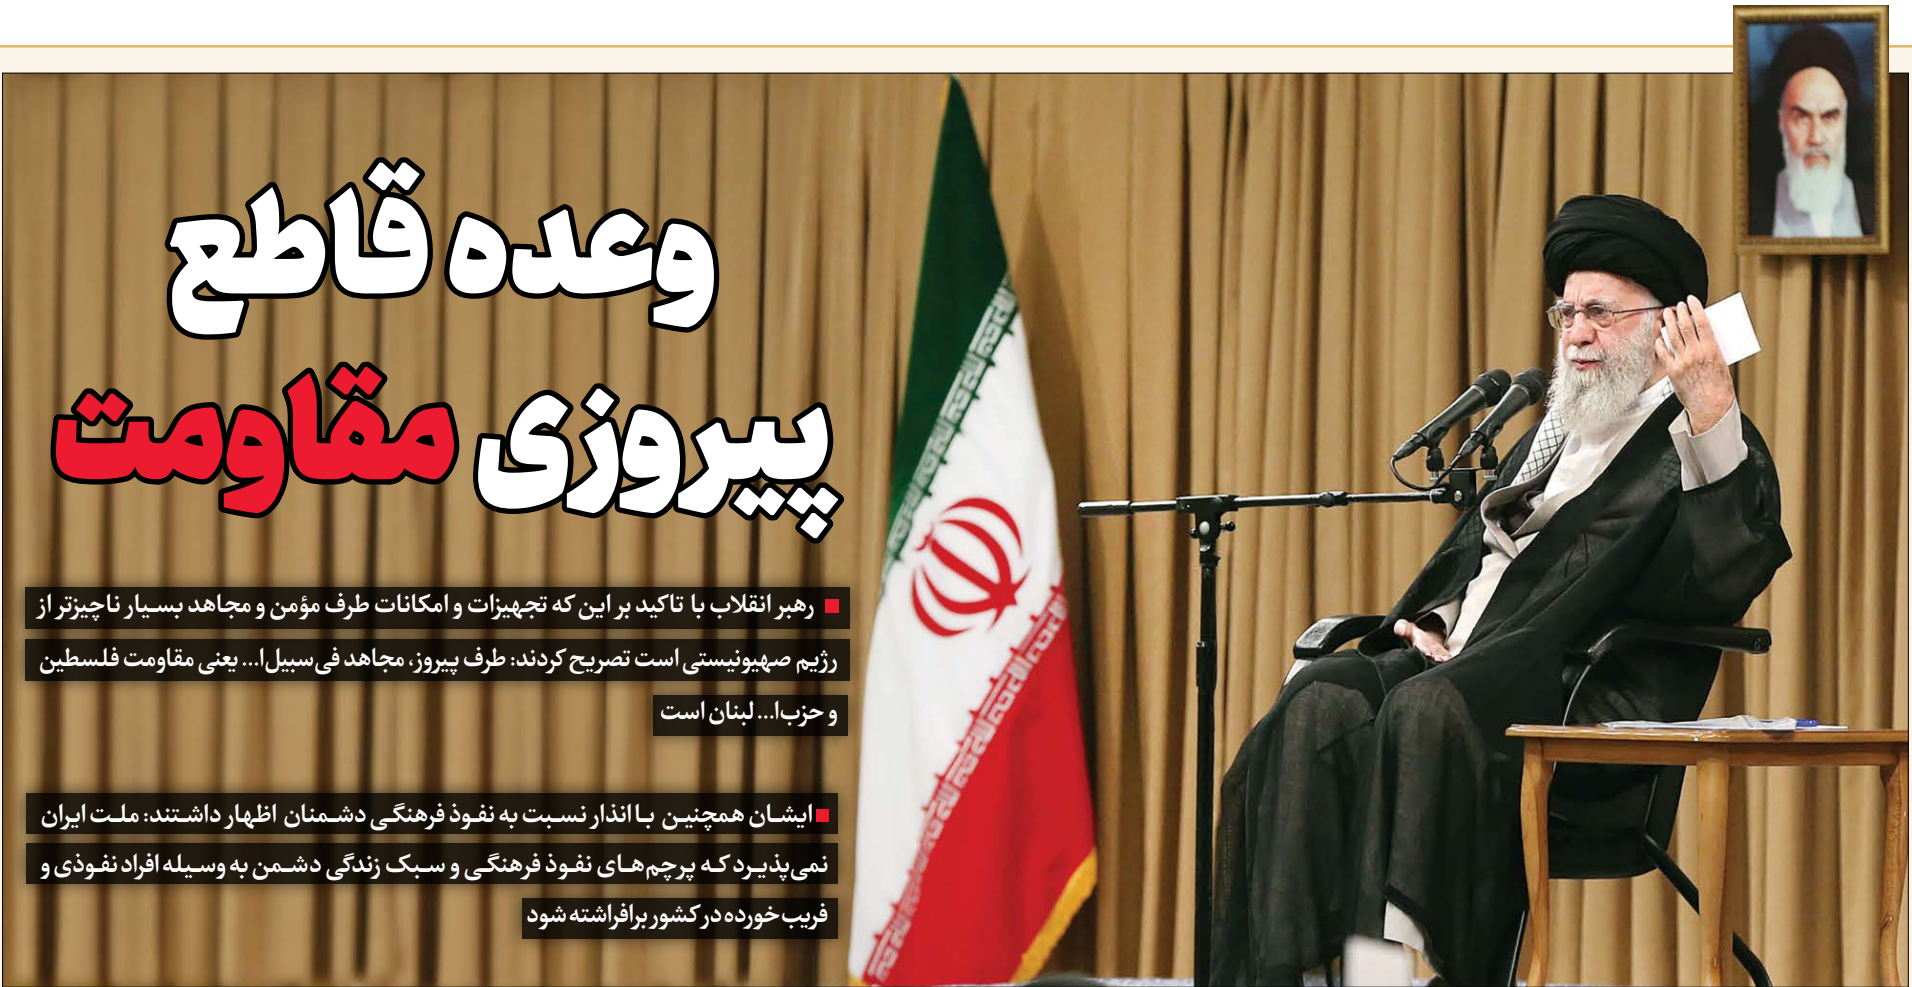 وعده قاطع
پیروزی مقاومت
رهبر انقلاب با تاکید بر این که تجهیزات و امکانات طرف مؤمن و مجاهد بسیار ناچیزتر از
رژیم صهیونیستی است تصریح کردند: طرف پیروز، مجاهد فی‌سبیل‌ا... یعنی مقاومت فلسطین
و حزب‌ا... لبنان است
ایشان همچنین با انذار نسبت به نفوذ فرهنگی دشمنان اظهار داشتند: ملت ایران
نمی‌پذیرد که پرچم‌های نفوذ فرهنگی و سبک زندگی دشمن به وسیله افراد نفوذی و
فریب‌خورده در کشور برافراشته شود